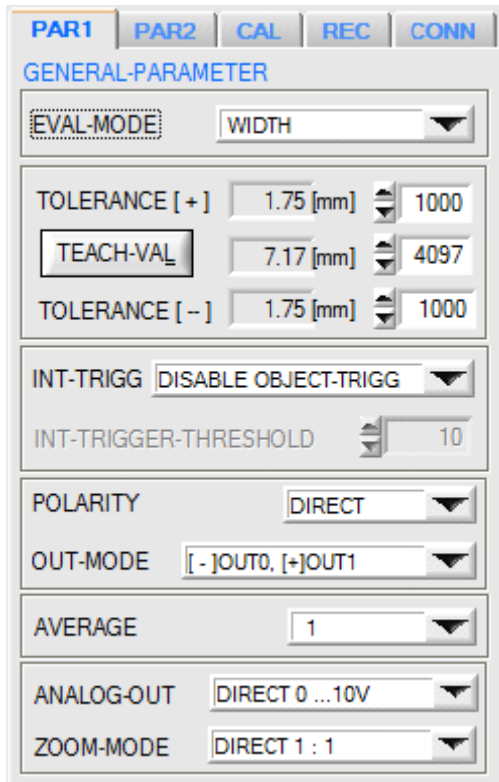 PAR1 PAR2 CAL REC CONN
GENERAL-PARAMETER
EVAL-MODE WIDTH
TOLERANCE [ + ] 1.75 [mm] 1000
TEACH-VAL 7.17 [mm] 4097
TOLERANCE [ -- ] 1.75 [mm] 1000
INT-TRIGG DISABLE OBJECT-TRIGG
INT-TRIGGER-THRESHOLD 10
POLARITY DIRECT
OUT-MODE [ - ]OUT0, [+]OUT1
AVERAGE 1
ANALOG-OUT DIRECT 0 ...10V
ZOOM-MODE DIRECT 1 : 1